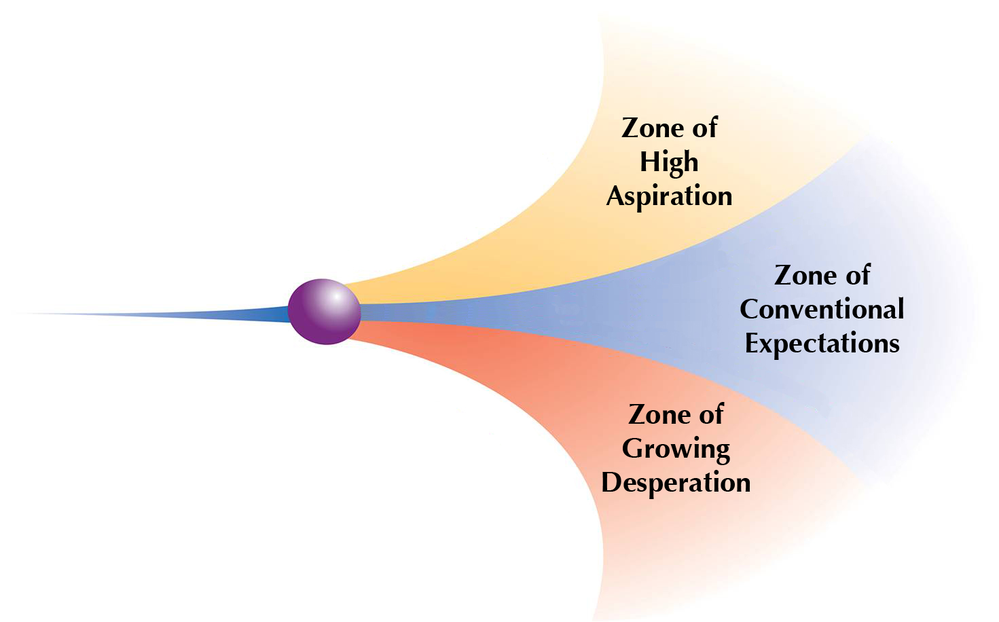 Zone of
High
Aspiration
Zone of
Conventional
Expectations
Zone of
Growing
Desperation